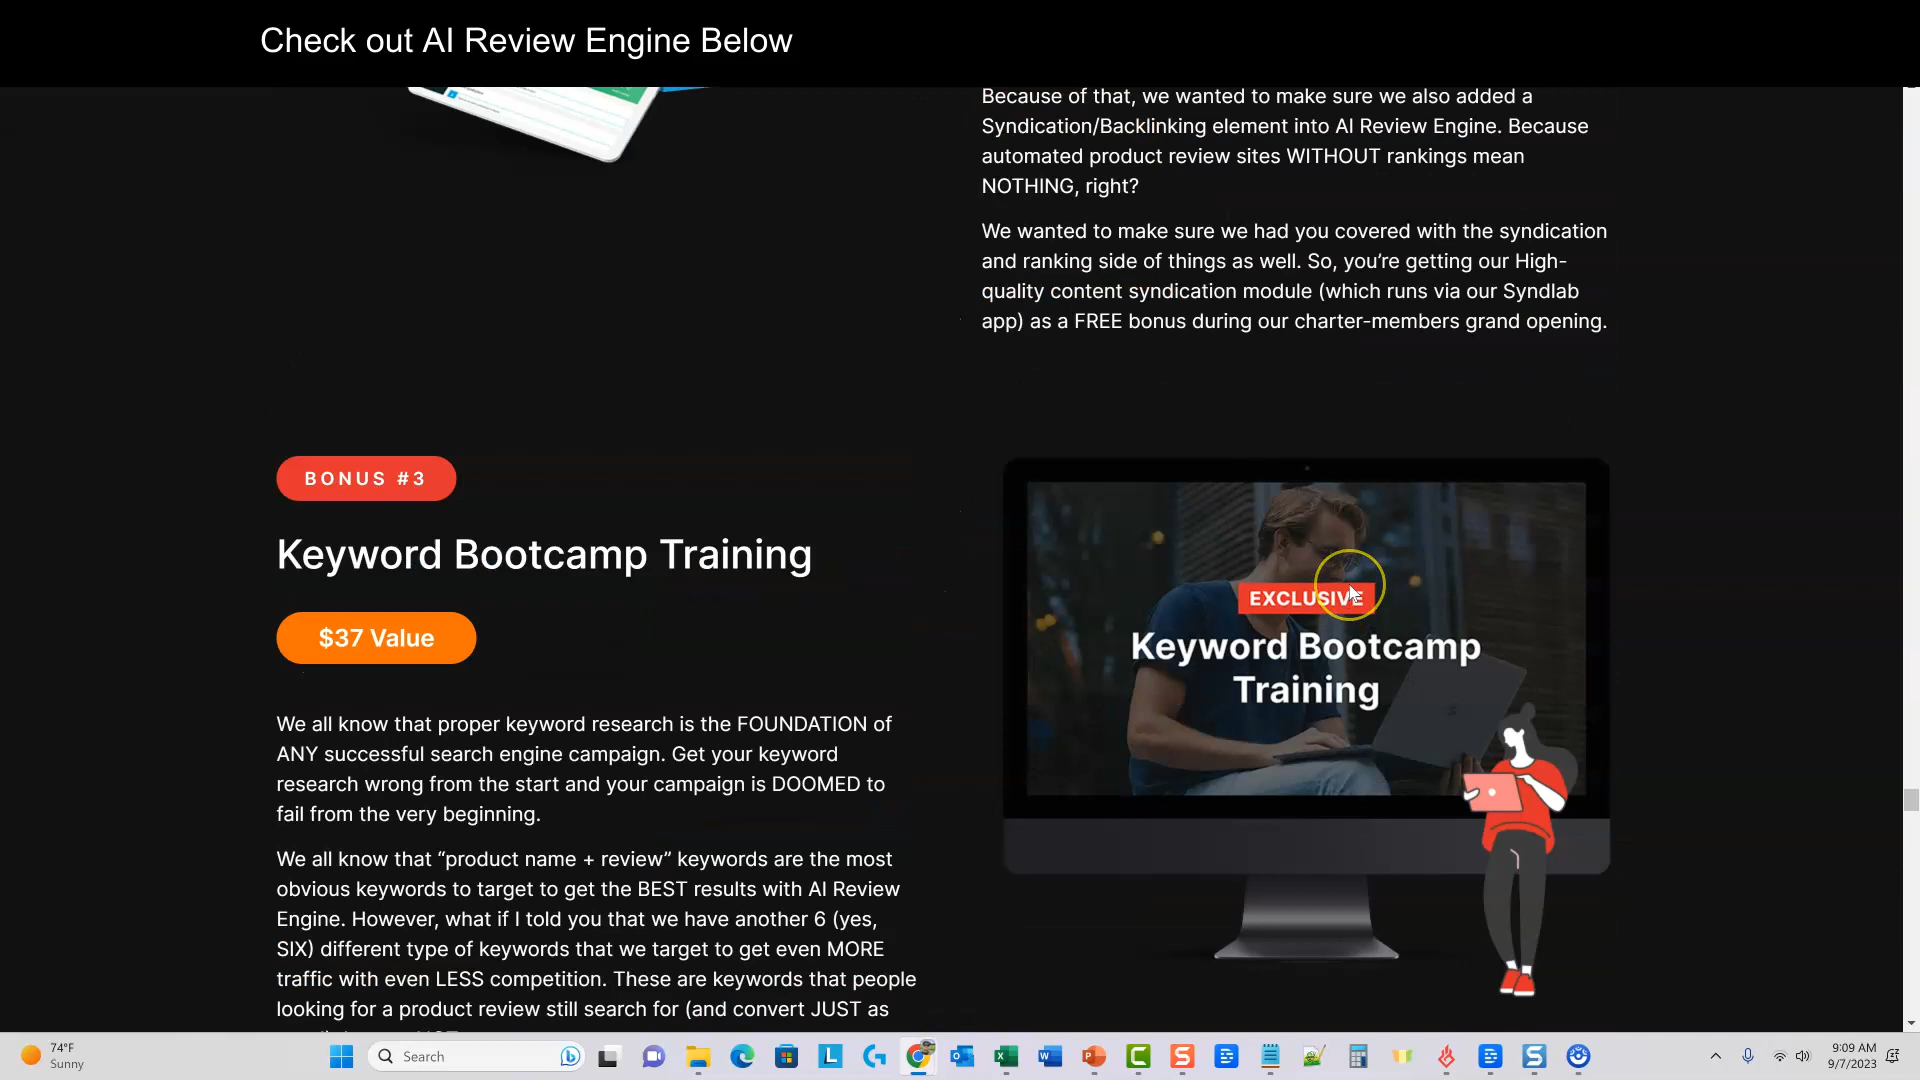 Check out AI Review Engine Below
Because of that, we wanted to make sure we also added a
Syndication/Backlinking element into AI Review Engine. Because
automated product review sites WITHOUT rankings mean
NOTHING, right?
We wanted to make sure we had you covered with the syndication
and ranking side of things as well. So, you’re getting our High-
quality content syndication module (which runs via our Syndlab
app) as a FREE bonus during our charter-members grand opening.
BONUS #3
Keyword Bootcamp Training
$37 Value
We all know that proper keyword research is the FOUNDATION of
ANY successful search engine campaign. Get your keyword
research wrong from the start and your campaign is DOOMED to
fail from the very beginning.
We all know that “product name + review” keywords are the most
obvious keywords to target to get the BEST results with AI Review
Engine. However, what if I told you that we have another 6 (yes,
SIX) different type of keywords that we target to get even MORE
traffic with even LESS competition. These are keywords that people
looking for a product review still search for (and convert JUST as
EXCLUSIVE
Keyword Bootcamp
Training
74°F
Sunny
Search
9:09 AM
9/7/2023